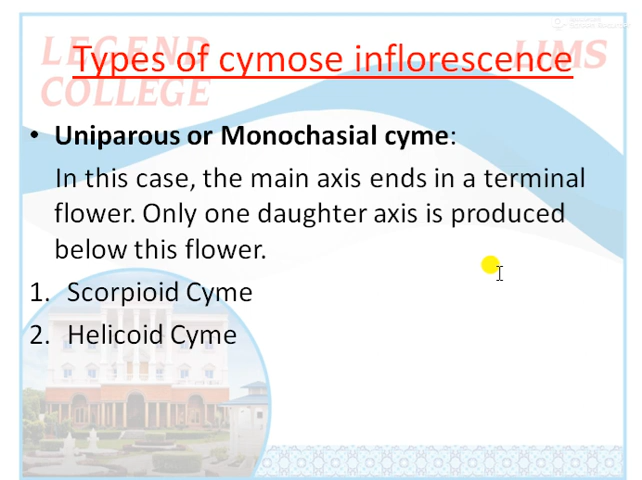 LEGEND
COLLEGE
LIMS
Types of cymose inflorescence
• Uniparous or Monochasial cyme:
In this case, the main axis ends in a terminal
flower. Only one daughter axis is produced
below this flower.
1. Scorpioid Cyme
2. Helicoid Cyme